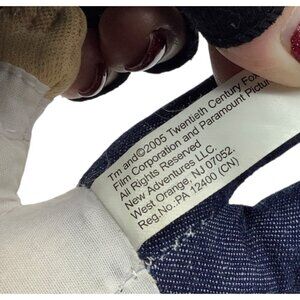 Tm and©2005 Twentieth Century Fox
Film Corporation and Paramount Pictur
All Rights Reserved
New Adventures LLC.
West Orange, NJ 07052
Reg.No.-PA 12400 (CN)